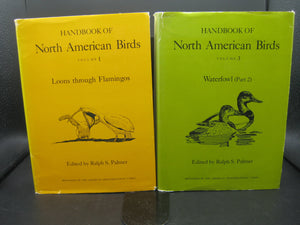 HANDBOOK OF
North American Birds
VOLUME 1
Loons through Flamingos
Edited by Ralph S. Palmer
HANDBOOK OF
North American Birds
VOLUME 3
Waterfowl (Part 2)
Edited by Ralph S. Palmer